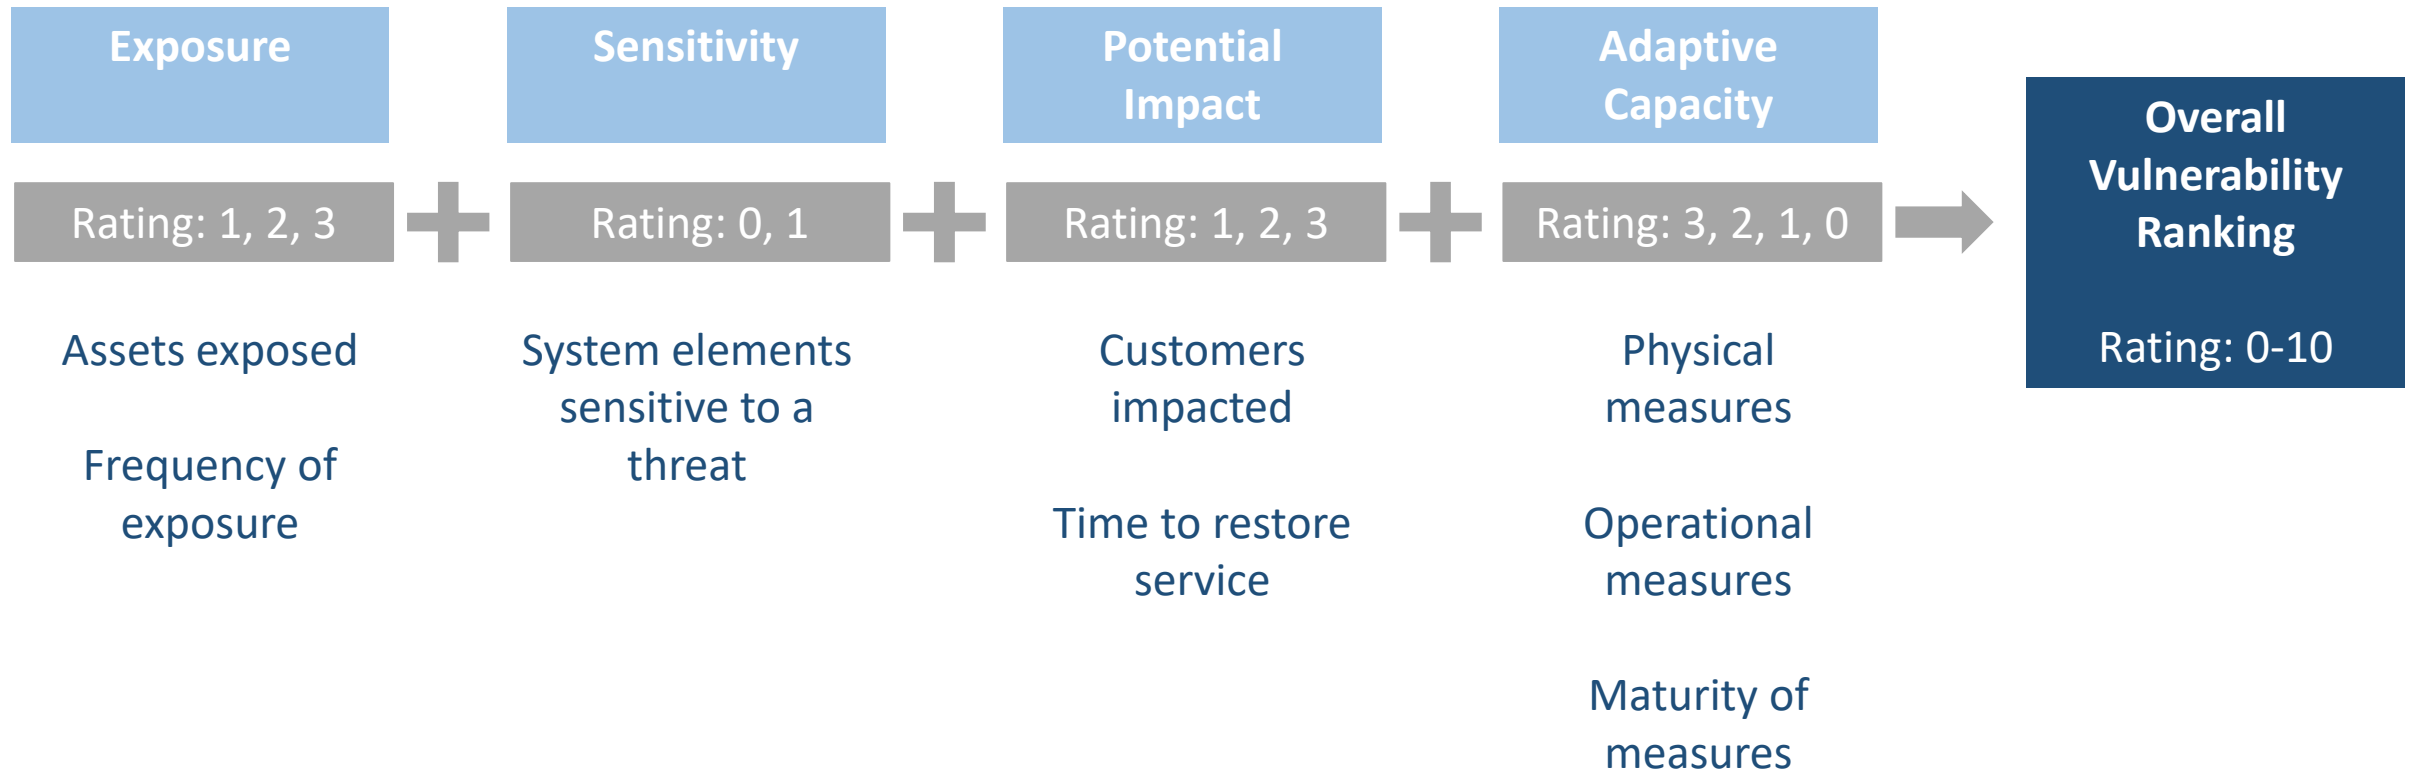 Exposure
Rating: 1, 2, 3
Assets exposed
Frequency of
exposure
Sensitivity
Rating: 0, 1
System elements
sensitive to a
threat
Potential
Impact
Rating: 1, 2, 3
Customers
impacted
Time to restore
service
Adaptive
Capacity
Rating: 3, 2, 1, 0
Physical
measures
Operational
measures
Maturity of
measures
Overall
Vulnerability
Ranking
Rating: 0-10